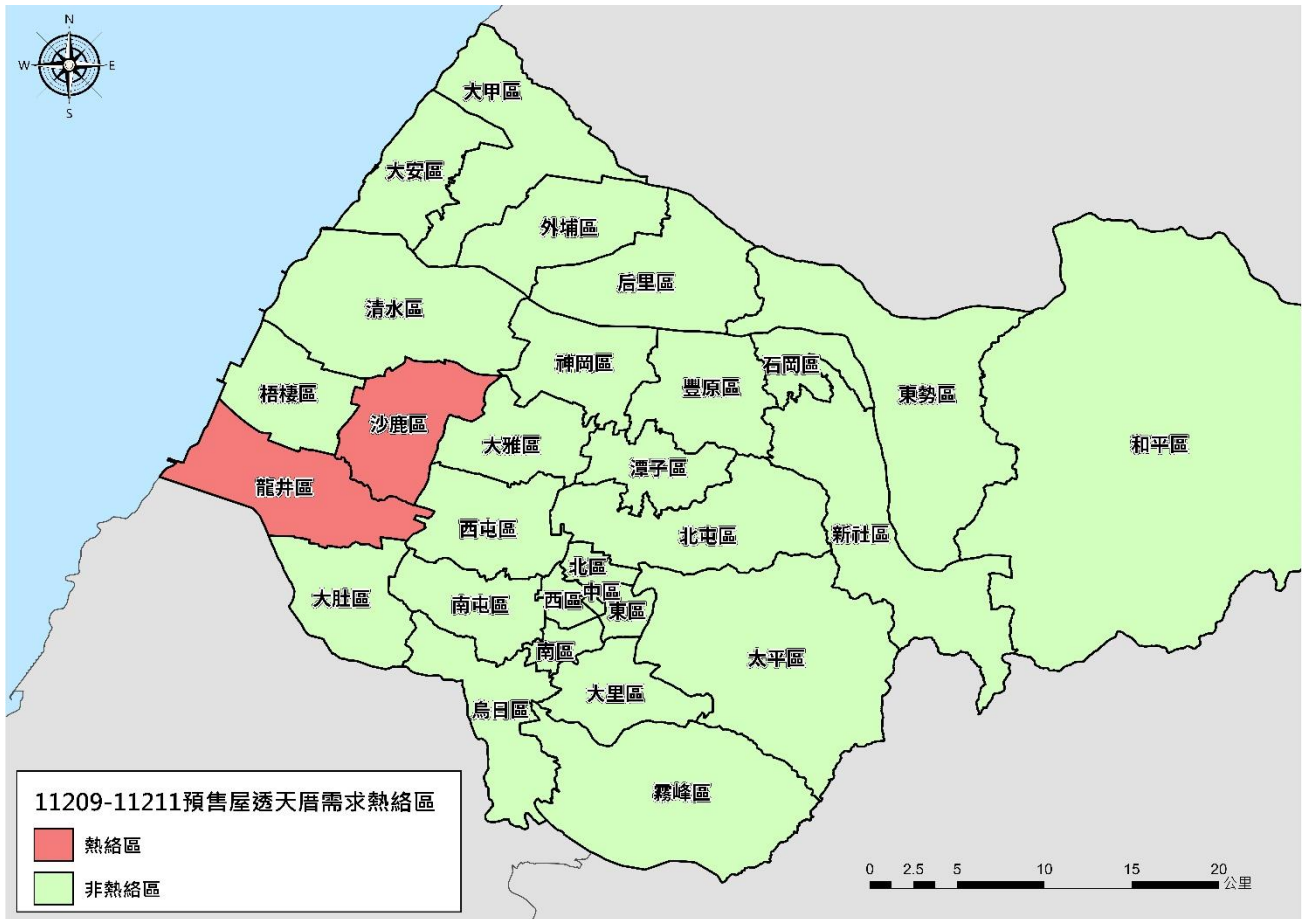 N
W
E
S
大甲區
大安區
外埔區
后里區
清水區
神岡區
石岡區
豐原區
東勢區
梧棲區
沙鹿區
和平區
大雅區
潭子區
龍井區
西屯區
北屯區
新社區
北區
中區
大肚區
南屯區
西區
東區
南區
太平區
大里區
烏日區
霧峰區
11209-11211預售屋透天厝需求熱絡區
熱絡區
非熱絡區
0 2.5 5 10 15 20
公里